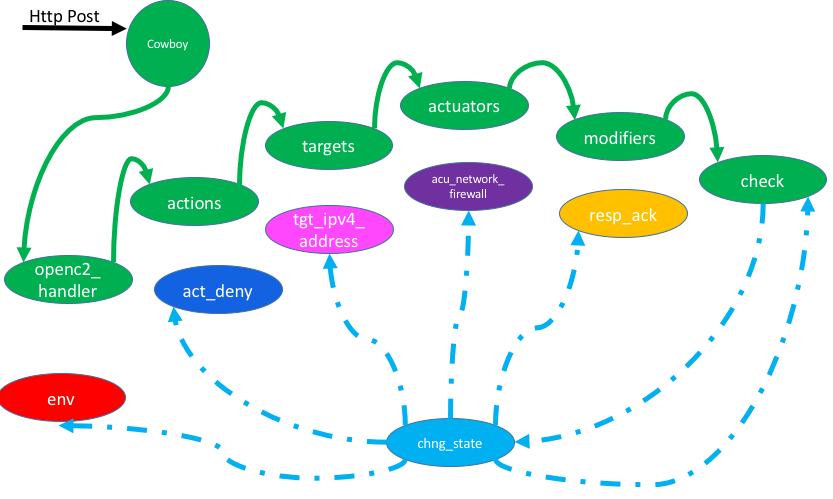 Http Post
Cowboy
actuators
modifiers
targets
check
acu_network_
firewall
actions
resp_ack
tgt_ipv4_
address
openc2_
handler
act_deny
env
chng_state